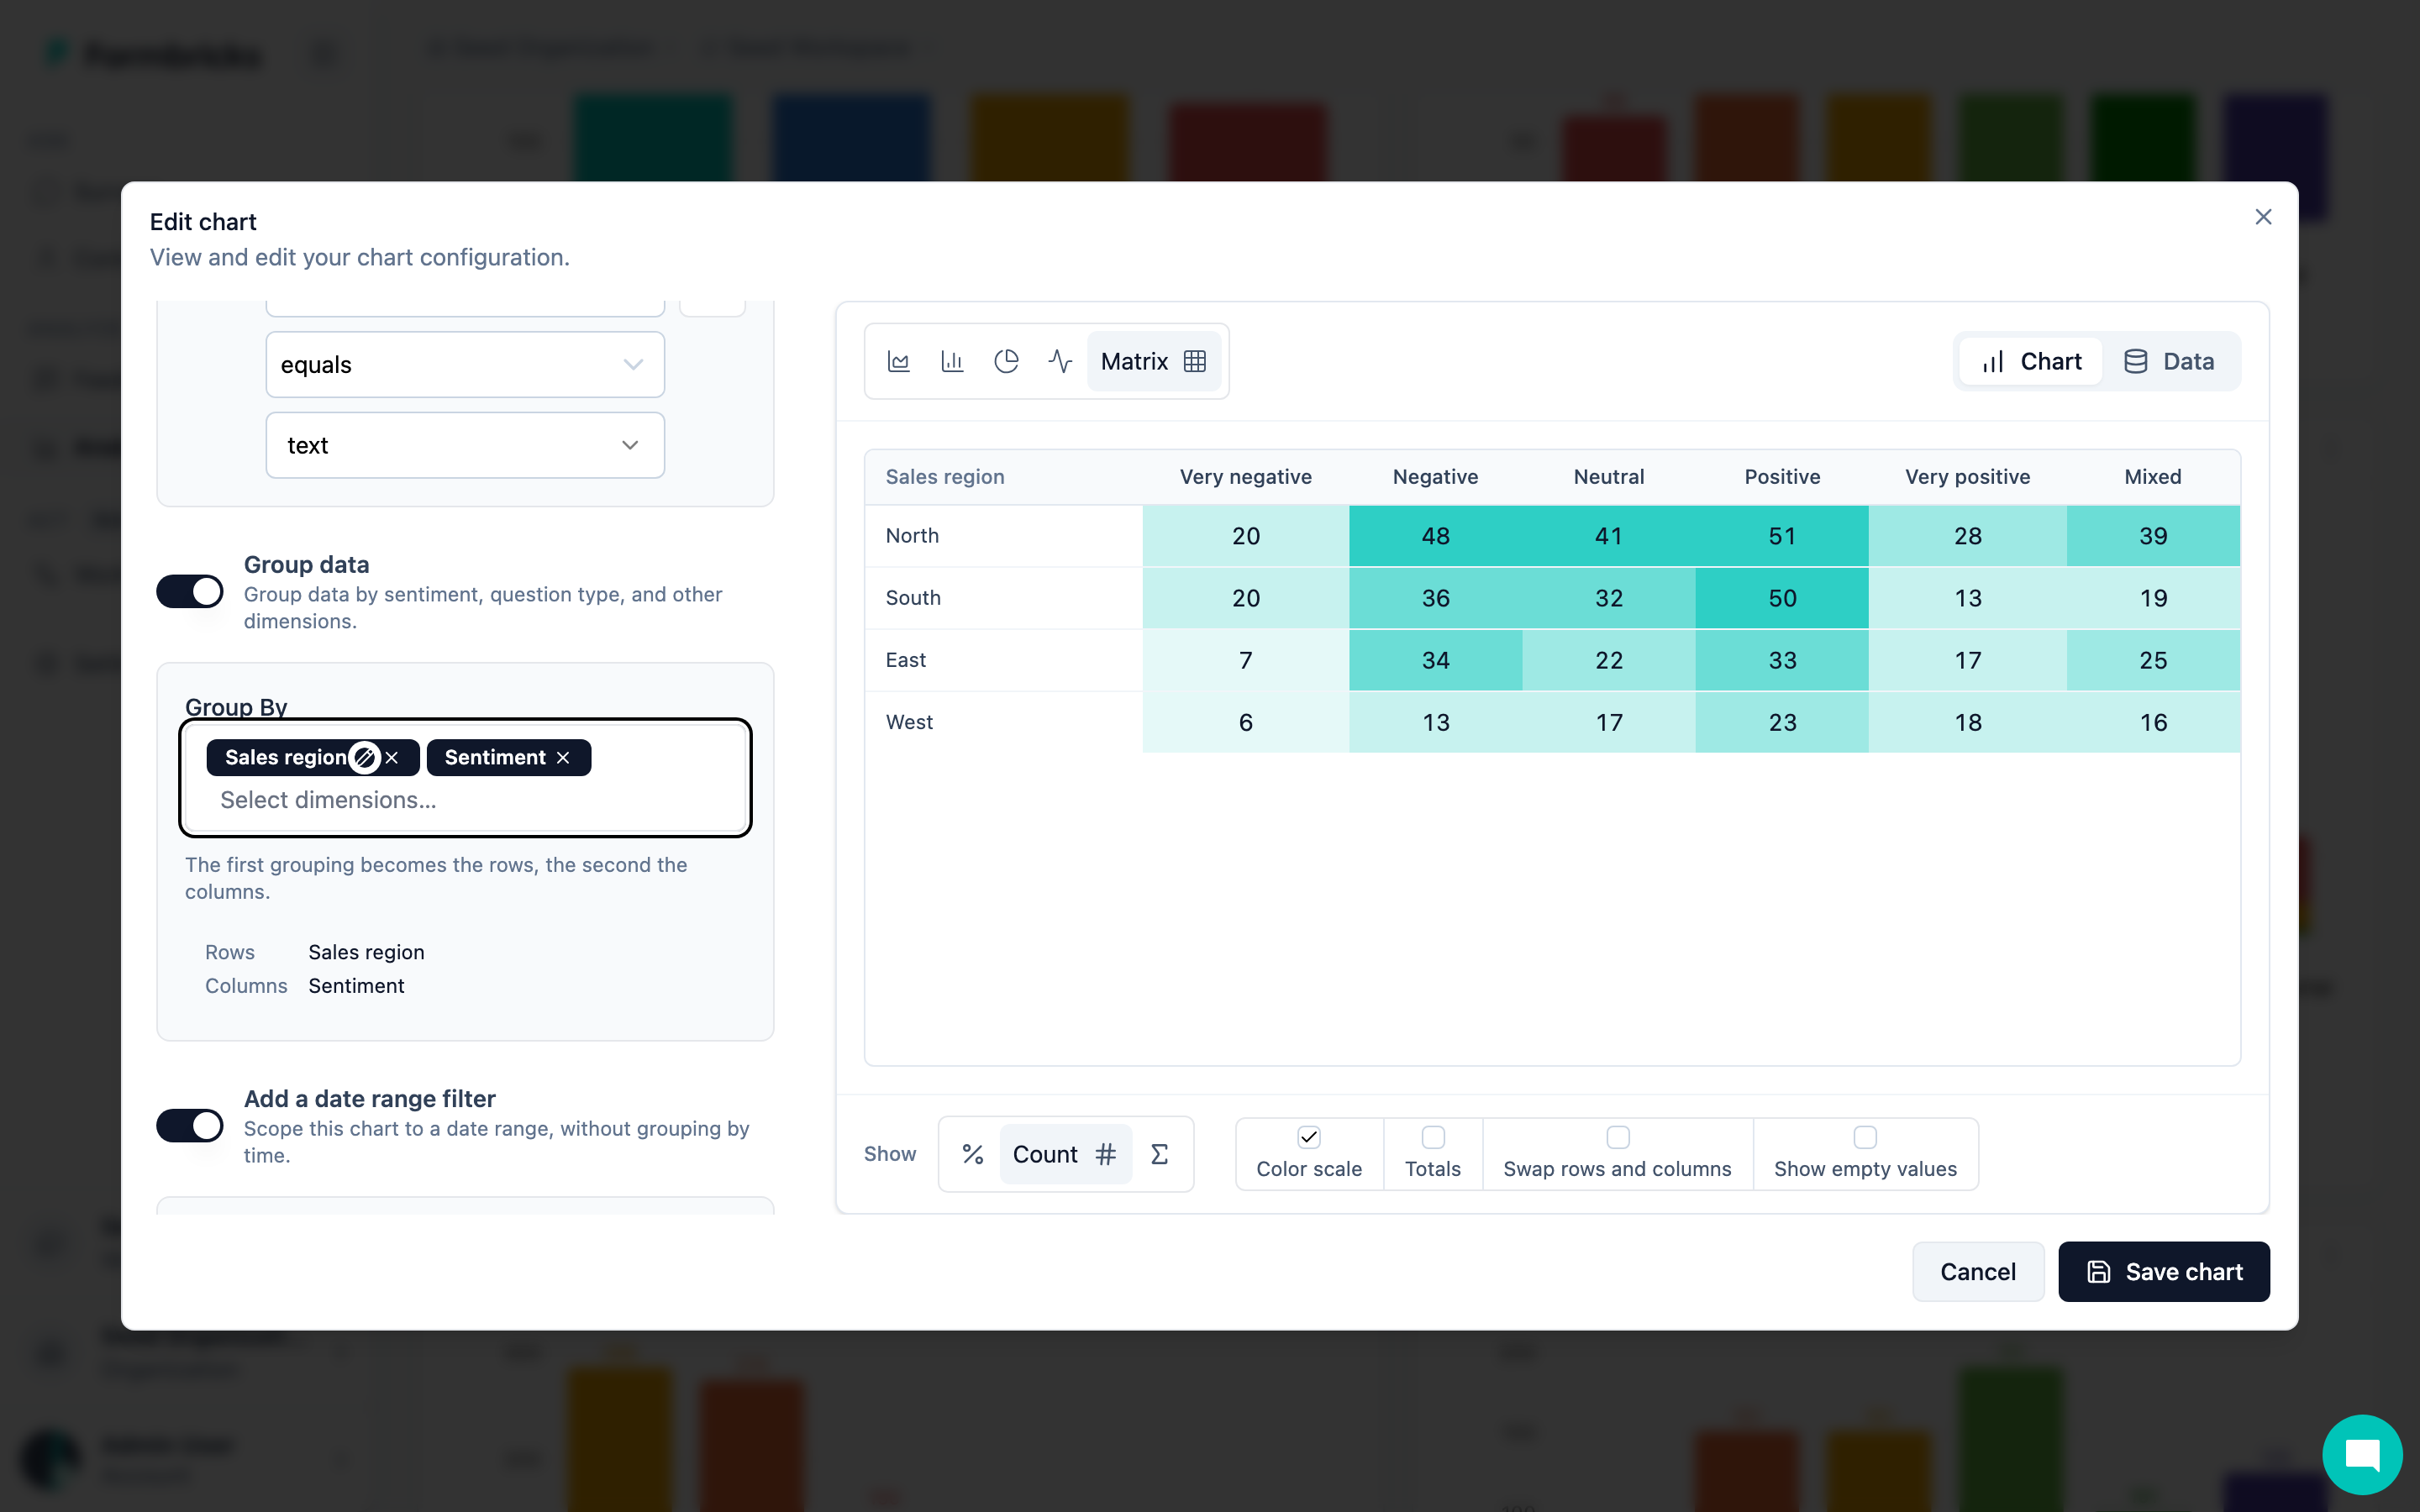 Formbricks
Edit chart
View and edit your chart configuration.
equals
text
Group data
Group data by sentiment, question type, and other
dimensions.
Group By
Sales region
Sentiment
Select dimensions...
The first grouping becomes the rows, the second the
columns.
Rows Sales region
Columns Sentiment
Add a date range filter
Scope this chart to a date range, without grouping by
time.
Matrix
Chart Data
Sales region Very negative Negative Neutral Positive Very positive Mixed
North 20 48 41 51 28 39
South 20 36 32 50 13 19
East 7 34 22 33 17 25
West 6 13 17 23 18 16
Show % Count # Σ
Color scale Totals Swap rows and columns Show empty values
Cancel Save chart